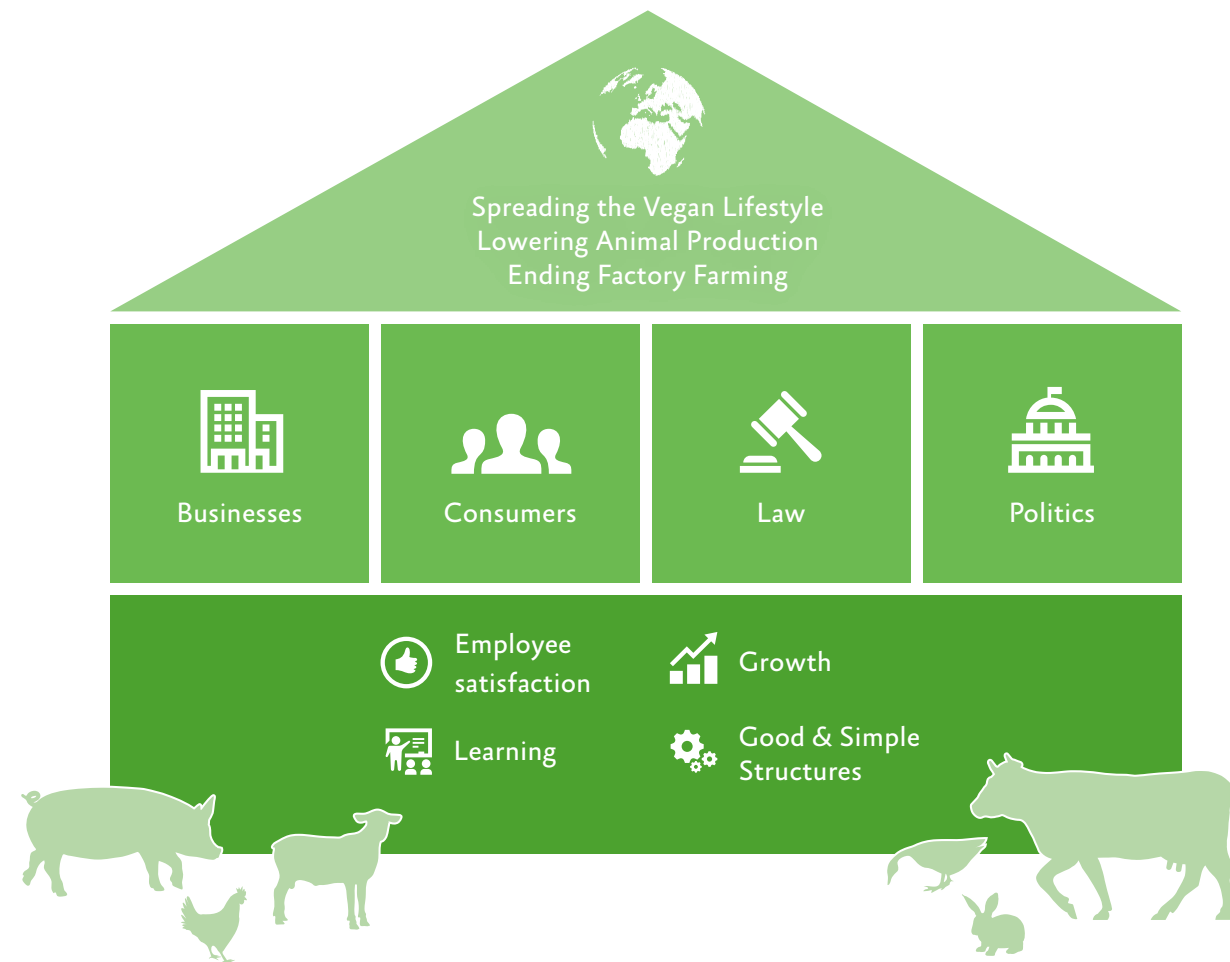 Spreading the Vegan Lifestyle
Lowering Animal Production
Ending Factory Farming
Businesses
Consumers
Law
Politics
Employee
satisfaction
Growth
Learning
Good & Simple
Structures